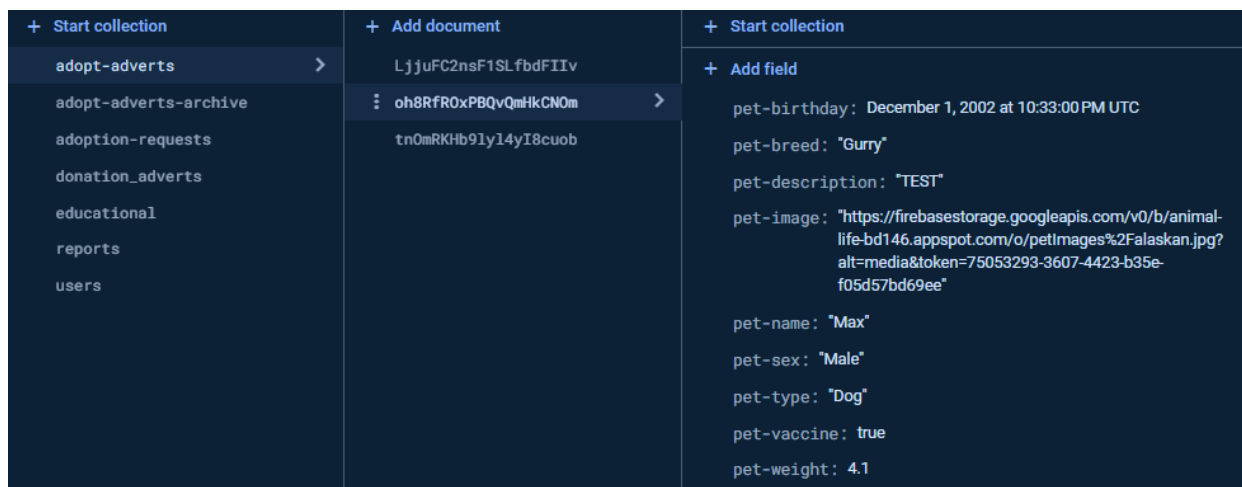 + Start collection
adopt-adverts
adopt-adverts-archive
adoption-requests
donation_adverts
educational
reports
users
+ Add document
LjjuFC2nsF1SLfbdFIIv
oh8RfROxPBQvQmHkCNOm
tnOmRKHb9lyl4yI8cuob
+ Start collection
+ Add field
pet-birthday: December 1, 2002 at 10:33:00 PM UTC
pet-breed: "Gurry"
pet-description: "TEST"
pet-image: "https://firebasestorage.googleapis.com/v0/b/animal-
life-bd146.appspot.com/o/petImages%2Falaskan.jpg?
alt=media&token=75053293-3607-4423-b35e-
f05d57bd69ee"
pet-name: "Max"
pet-sex: "Male"
pet-type: "Dog"
pet-vaccine: true
pet-weight: 4.1